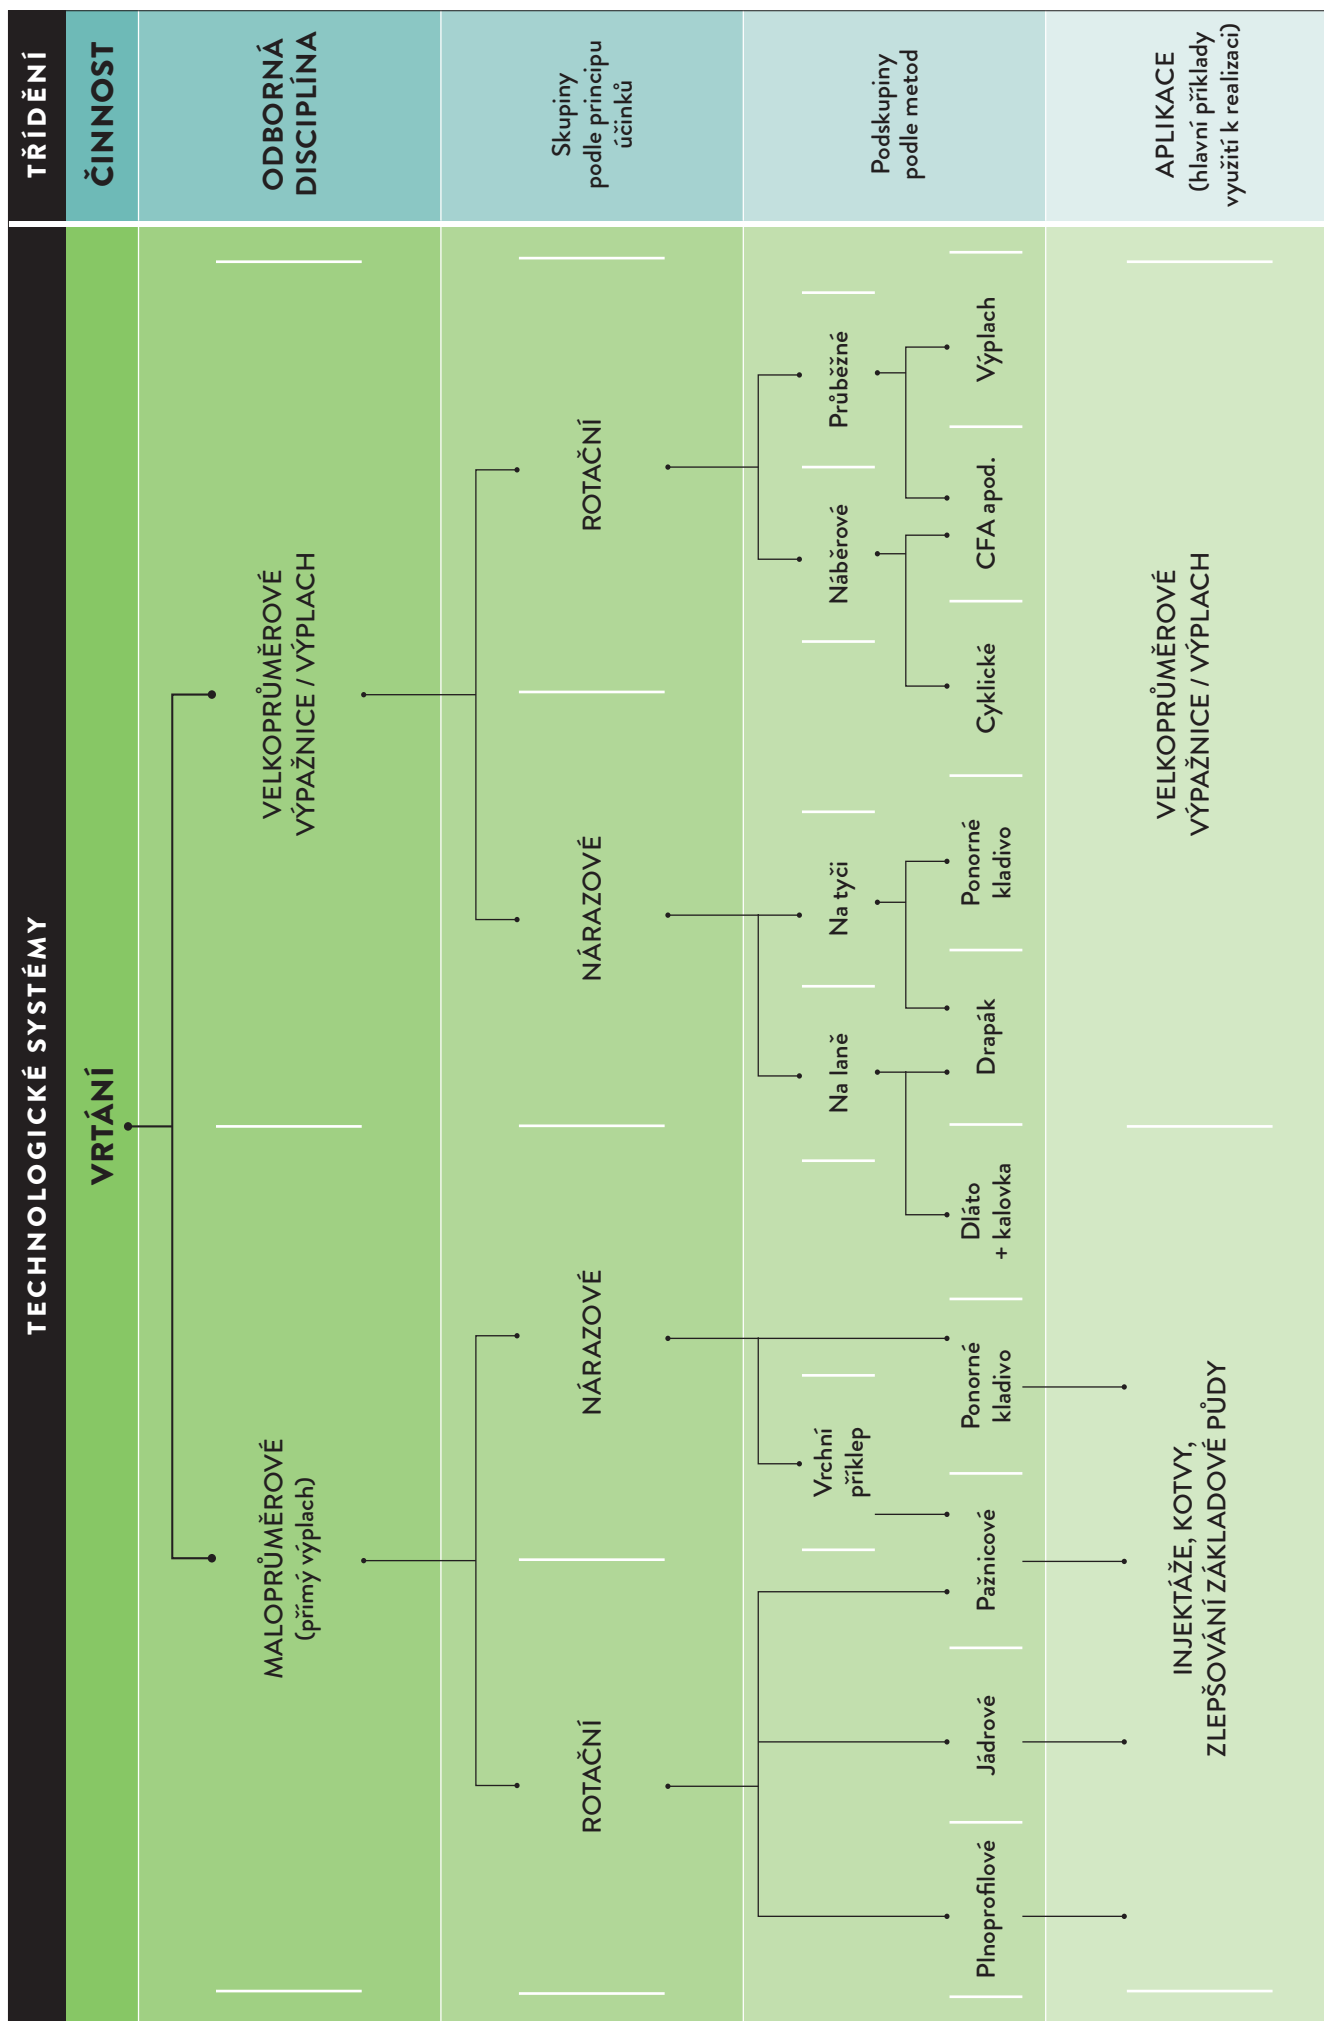 TŘÍDĚNÍ
TECHNOLOGICKÉ SYSTÉMY
ČINNOST
VRTÁNÍ
ODBORNÁ
DISCIPLÍNA
MALOPRŮMĚROVÉ
(přímý výplach)
VELKOPRŮMĚROVÉ
VÝPAŽNICE / VÝPLACH
Skupiny
podle principu
účinků
ROTAČNÍ
NÁRAZOVÉ
NÁRAZOVÉ
ROTAČNÍ
Podskupiny
podle metod
Vrchní
příklep
Na laně
Na tyči
Náběrové
Průběžné
Plnoprofilové
Jádrové
Pažnicové
Ponorné
kladivo
Dláto
+ kalovka
Drapák
Ponorné
kladivo
Cyklické
CFA apod.
Výplach
APLIKACE
(hlavní příklady
využití k realizaci)
INJEKTÁŽE, KOTVY,
ZLEPŠOVÁNÍ ZÁKLADOVÉ PŮDY
VELKOPRŮMĚROVÉ
VÝPAŽNICE / VÝPLACH